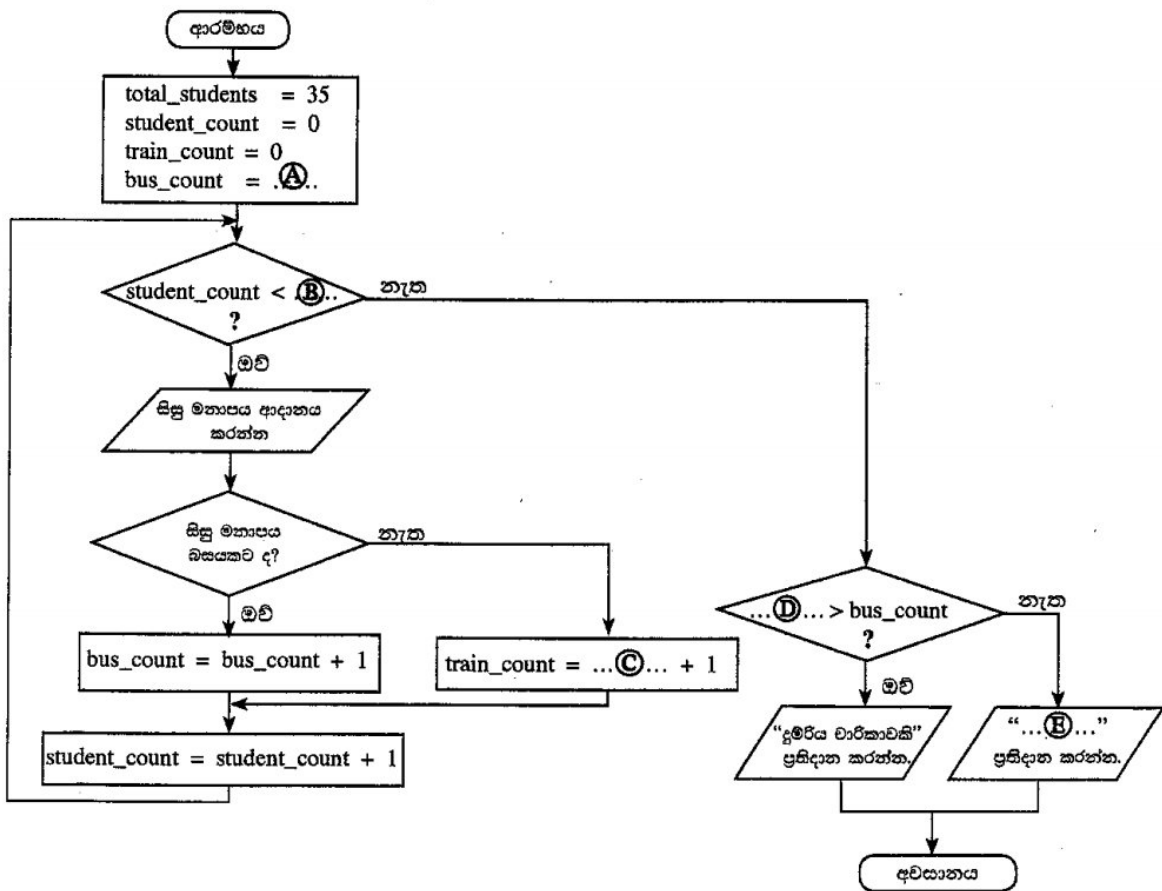 ආරම්භය
total_students = 35
student_count = 0
train_count = 0
bus_count = ..Ⓐ..
student_count < ..Ⓑ..
?
නැත
ඔව්
සිසු මනාපය ආදානය
කරන්න
සිසු මනාපය
බසයකට ද?
නැත
ඔව්
bus_count = bus_count + 1
train_count = ...Ⓒ... + 1
student_count = student_count + 1
...Ⓓ... > bus_count
?
නැත
ඔව්
“දුම්රිය චාරිකාවකි”
ප්‍රතිදාන කරන්න.
“...Ⓔ...”
ප්‍රතිදාන කරන්න.
අවසානය